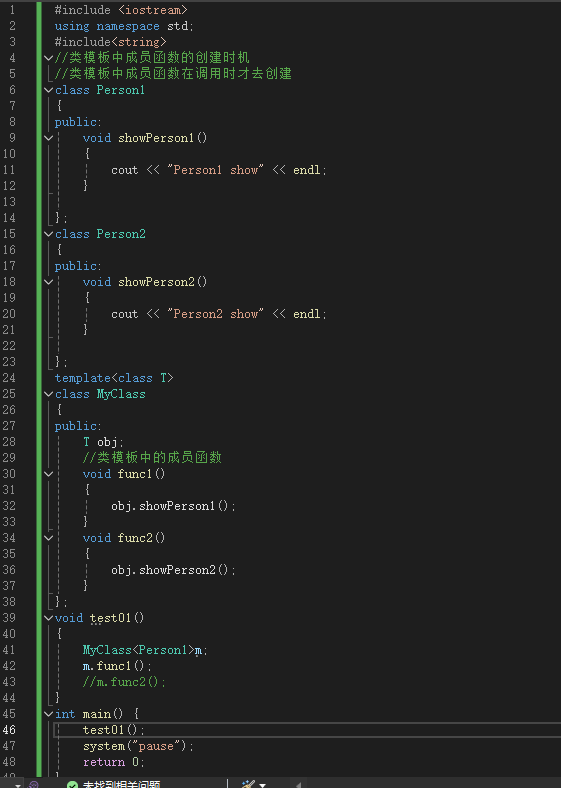 1 #include <iostream>
2 using namespace std;
3 #include<string>
4 //类模板中成员函数的创建时机
5 //类模板中成员函数在调用时才去创建
6 class Person1
7 {
8 public:
9 void showPerson1()
10 {
11 cout << "Person1 show" << endl;
12 }
13
14 };
15 class Person2
16 {
17 public:
18 void showPerson2()
19 {
20 cout << "Person2 show" << endl;
21 }
22
23 };
24 template<class T>
25 class MyClass
26 {
27 public:
28 T obj;
29 //类模板中的成员函数
30 void func1()
31 {
32 obj.showPerson1();
33 }
34 void func2()
35 {
36 obj.showPerson2();
37 }
38 };
39 void test01()
40 {
41 MyClass<Person1>m;
42 m.func1();
43 //m.func2();
44 }
45 int main() {
46 test01();
47 system("pause");
48 return 0;
49 }
未找到相关问题